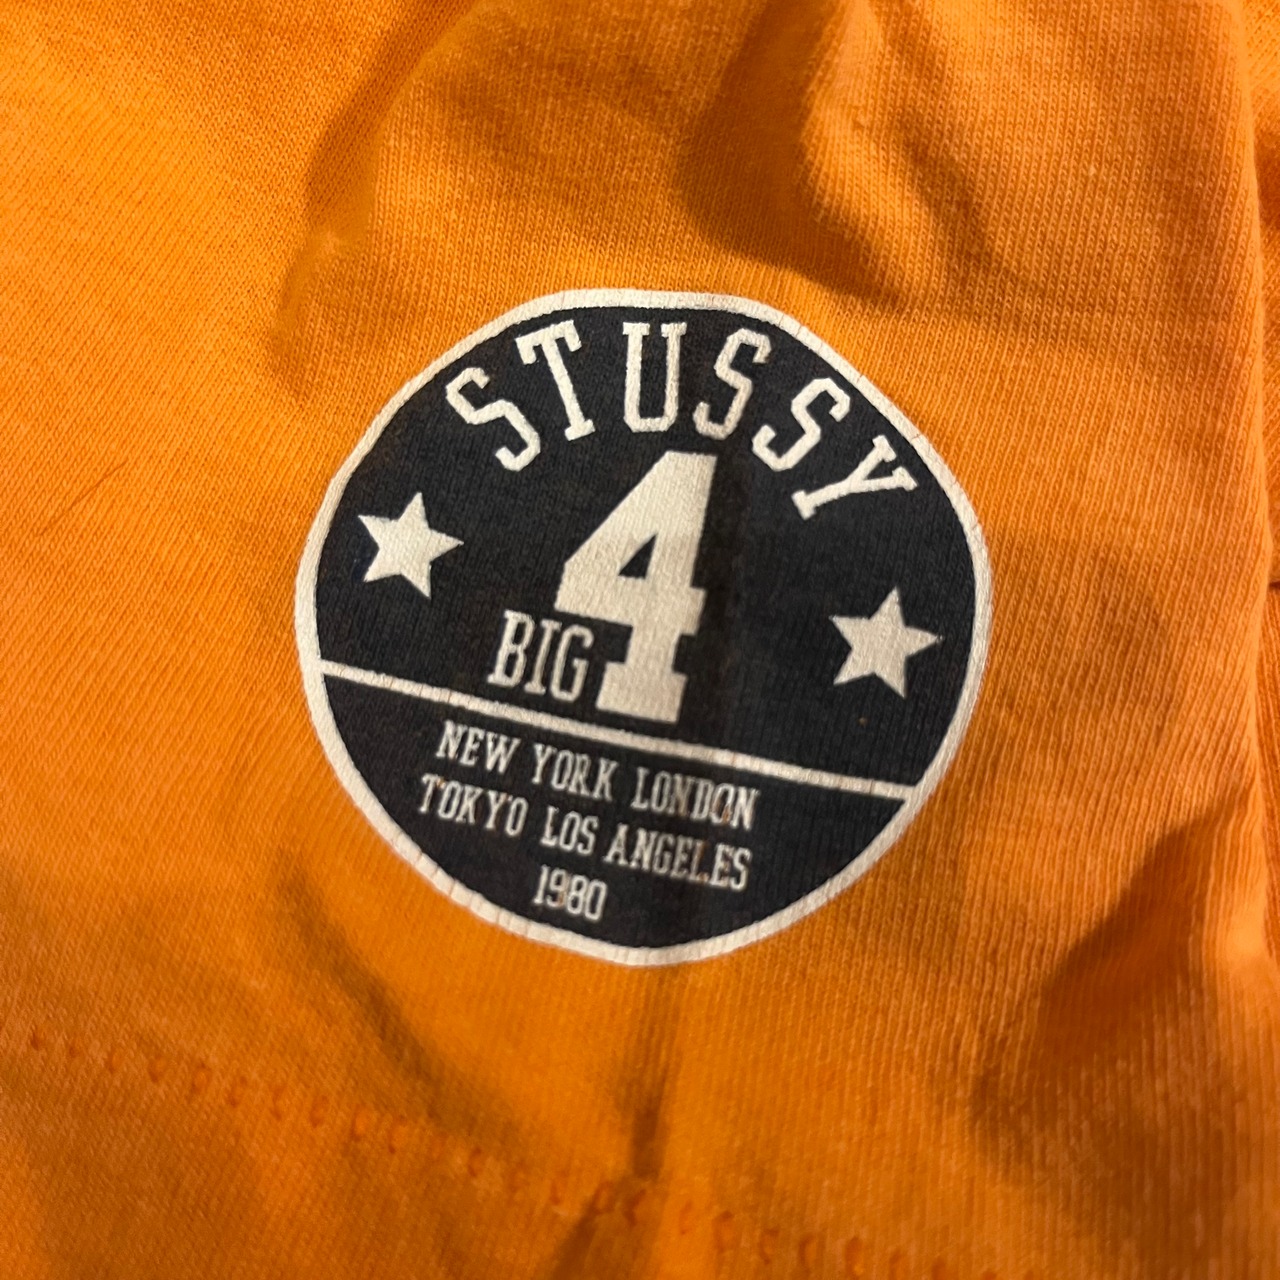 STUSSY
BIG 4
NEW YORK LONDON
TOKYO LOS ANGELES
1980